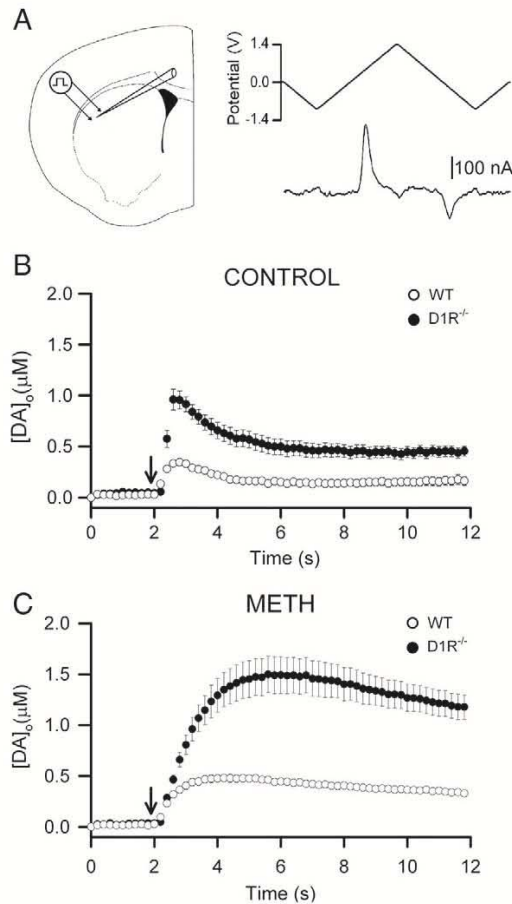 A
Potential (V)
1.4
0.0
-1.4
100 nA
B
CONTROL
WT
D1R-/-
[DA]o(µM)
2.0
1.5
1.0
0.5
0.0
0 2 4 6 8 10 12
Time (s)
C
METH
WT
D1R-/-
[DA]o(µM)
2.0
1.5
1.0
0.5
0.0
0 2 4 6 8 10 12
Time (s)